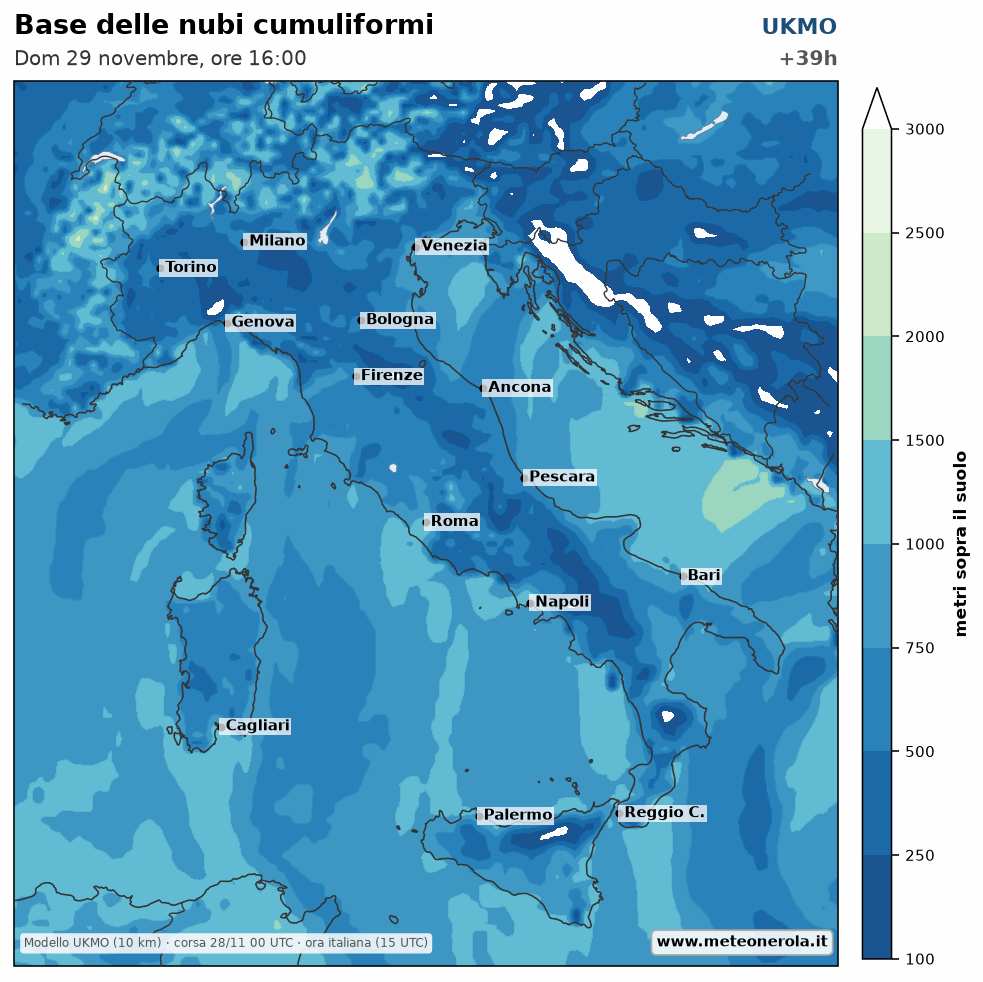 Base delle nubi cumuliformi
UKMO
Dom 29 novembre, ore 16:00
+39h
3000
2500
2000
1500
1000
750
500
250
100
metri sopra il suolo
Milano
Venezia
Torino
Genova
Bologna
Firenze
Ancona
Pescara
Roma
Bari
Napoli
Cagliari
Palermo
Reggio C.
Modello UKMO (10 km) · corsa 28/11 00 UTC · ora italiana (15 UTC)
www.meteonerola.it